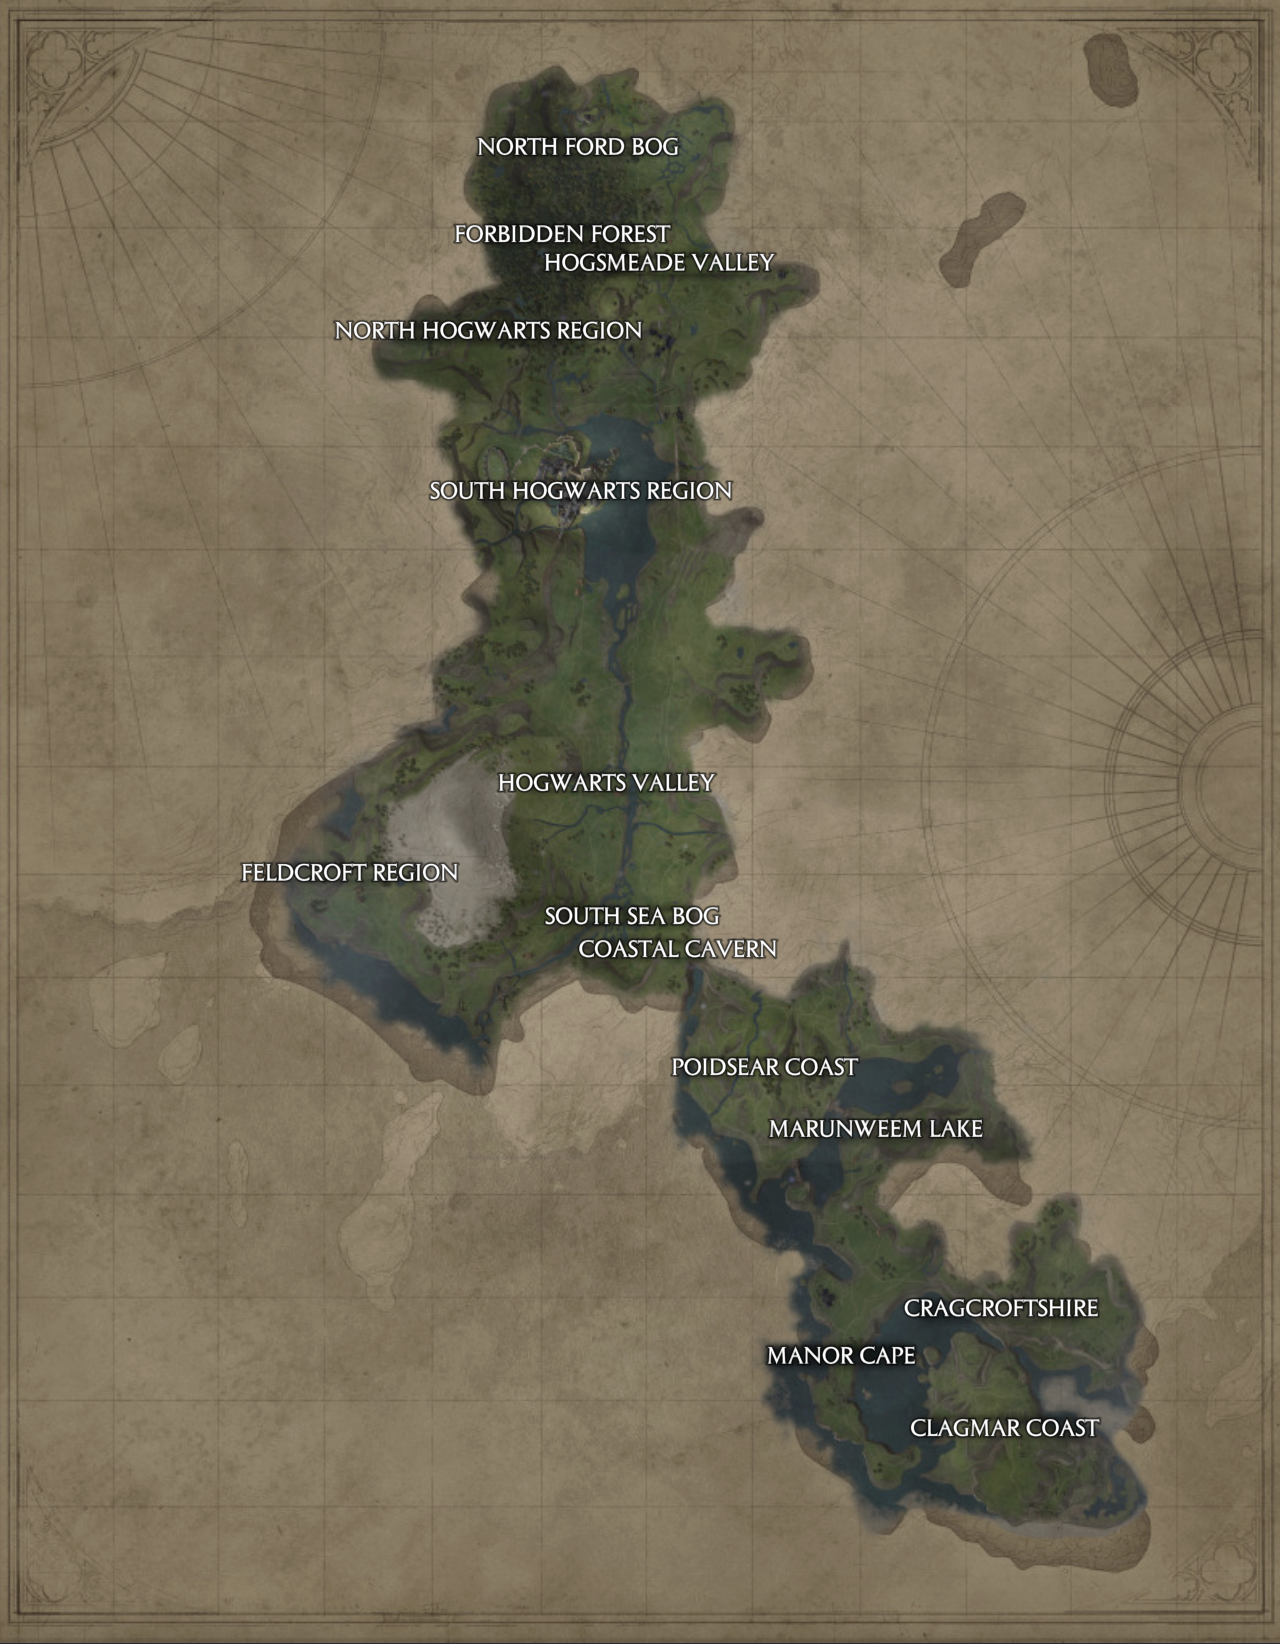 NORTH FORD BOG
FORBIDDEN FOREST
HOGSMEADE VALLEY
NORTH HOGWARTS REGION
SOUTH HOGWARTS REGION
HOGWARTS VALLEY
FELDCROFT REGION
SOUTH SEA BOG
COASTAL CAVERN
POIDSEAR COAST
MARUNWEEM LAKE
CRAGCROFTSHIRE
MANOR CAPE
CLAGMAR COAST